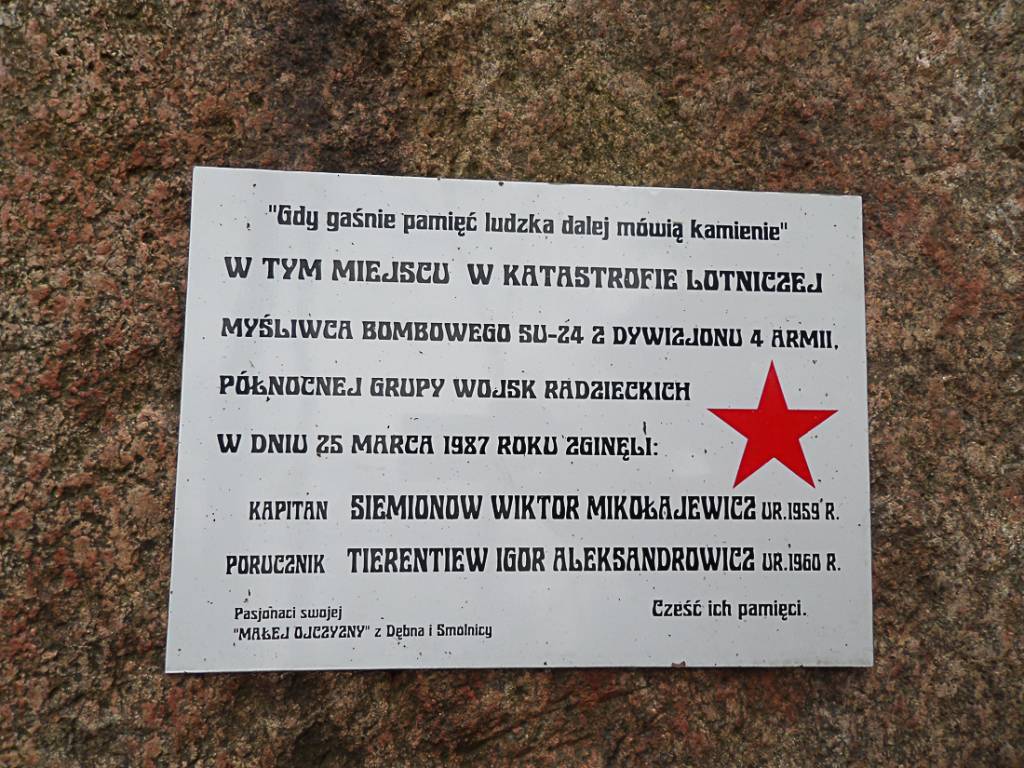 "Gdy gaśnie pamięć ludzka dalej mówią kamienie"
W TYM MIEJSCU W KATASTROFIE LOTNICZEJ
MYŚLIWCA BOMBOWEGO SU-24 Z DYWIZJONU 4 ARMII,
PÓŁNOCNEJ GRUPY WOJSK RADZIECKICH
W DNIU 25 MARCA 1987 ROKU ZGINĘLI:
KAPITAN SIEMIONOW WIKTOR MIKOŁAJEWICZ UR.1959 R.
PORUCZNIK TIERENTIEW IGOR ALEKSANDROWICZ UR.1960 R.
Pasjonaci swojej
"MAŁEJ OJCZYZNY" z Dębna i Smolnicy
Cześć ich pamięci.